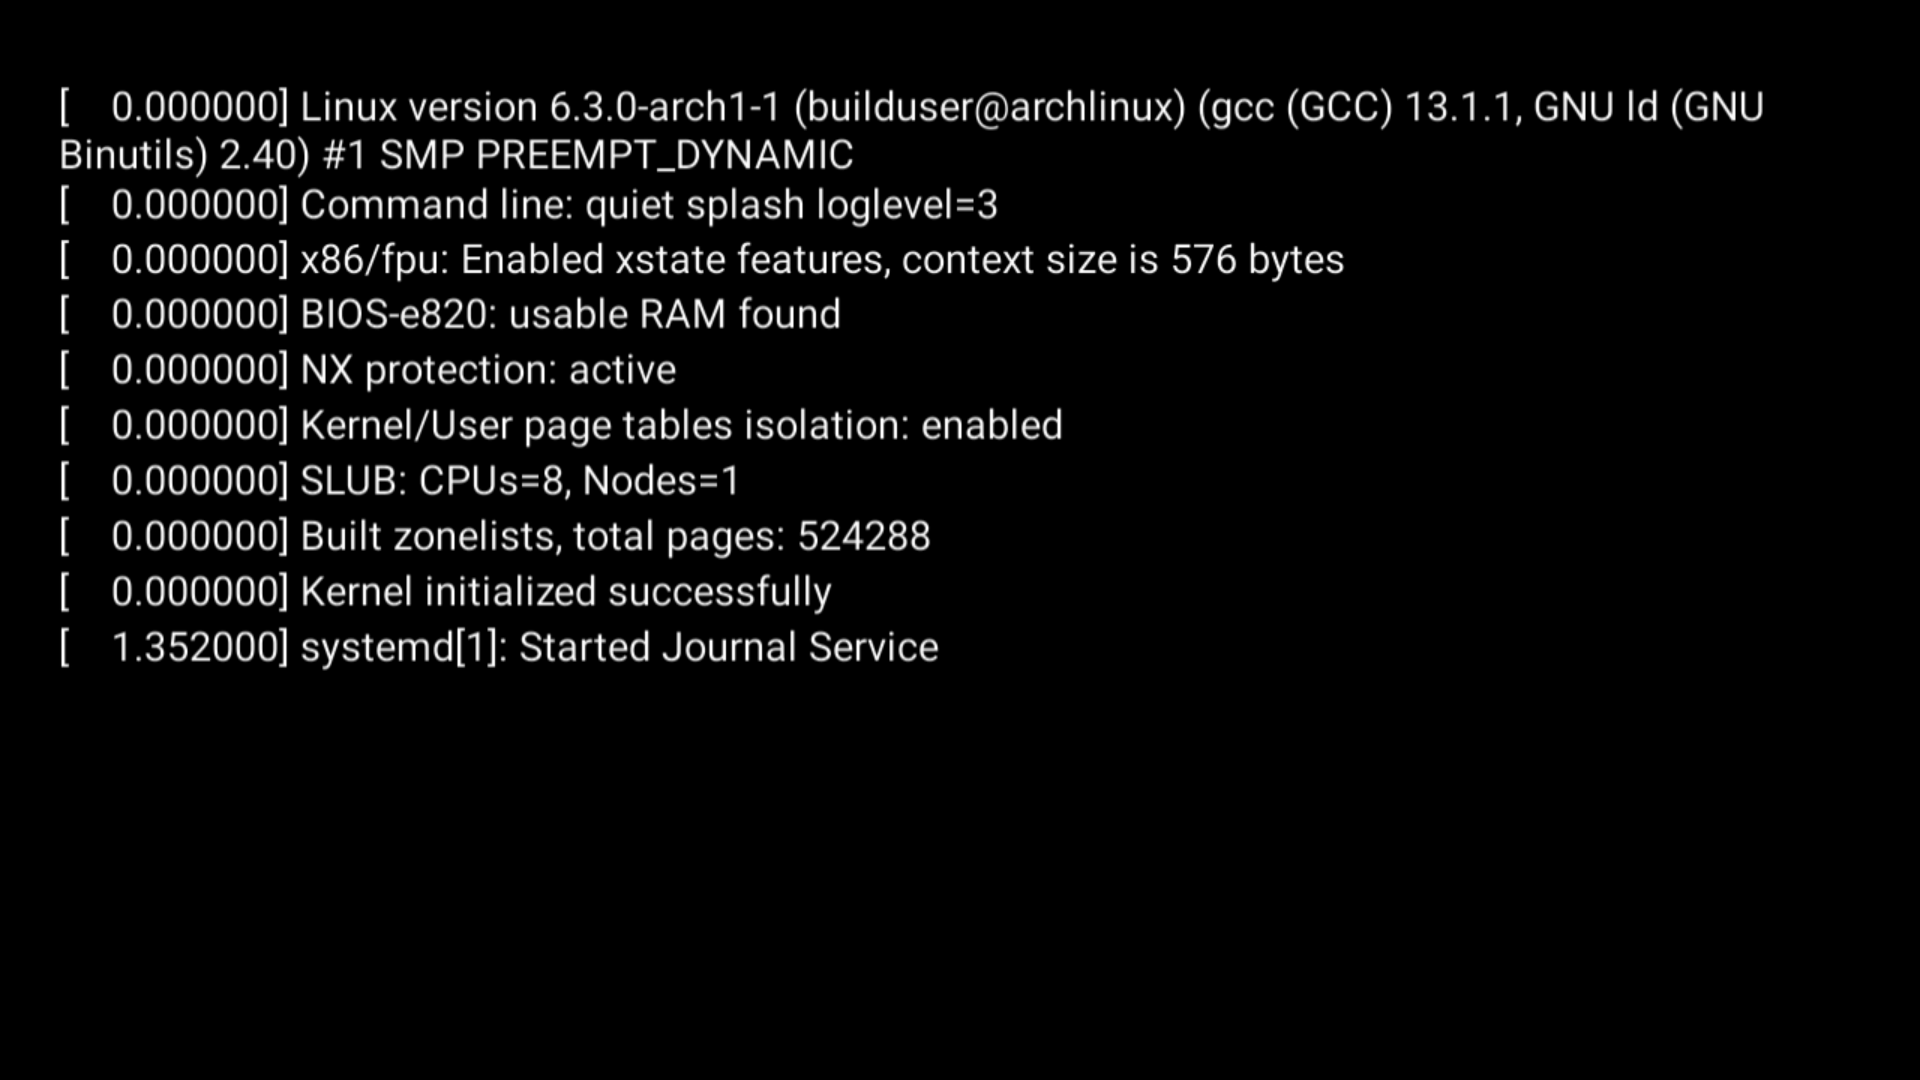 [    0.000000] Linux version 6.3.0-arch1-1 (builduser@archlinux) (gcc (GCC) 13.1.1, GNU ld (GNU
Binutils) 2.40) #1 SMP PREEMPT_DYNAMIC
[    0.000000] Command line: quiet splash loglevel=3
[    0.000000] x86/fpu: Enabled xstate features, context size is 576 bytes
[    0.000000] BIOS-e820: usable RAM found
[    0.000000] NX protection: active
[    0.000000] Kernel/User page tables isolation: enabled
[    0.000000] SLUB: CPUs=8, Nodes=1
[    0.000000] Built zonelists, total pages: 524288
[    0.000000] Kernel initialized successfully
[    1.352000] systemd[1]: Started Journal Service